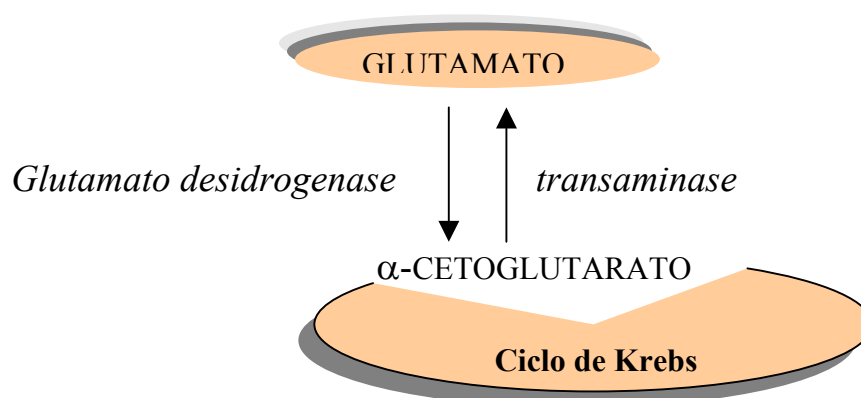 GLUTAMATO
Glutamato desidrogenase
transaminase
α-CETOGLUTARATO
Ciclo de Krebs